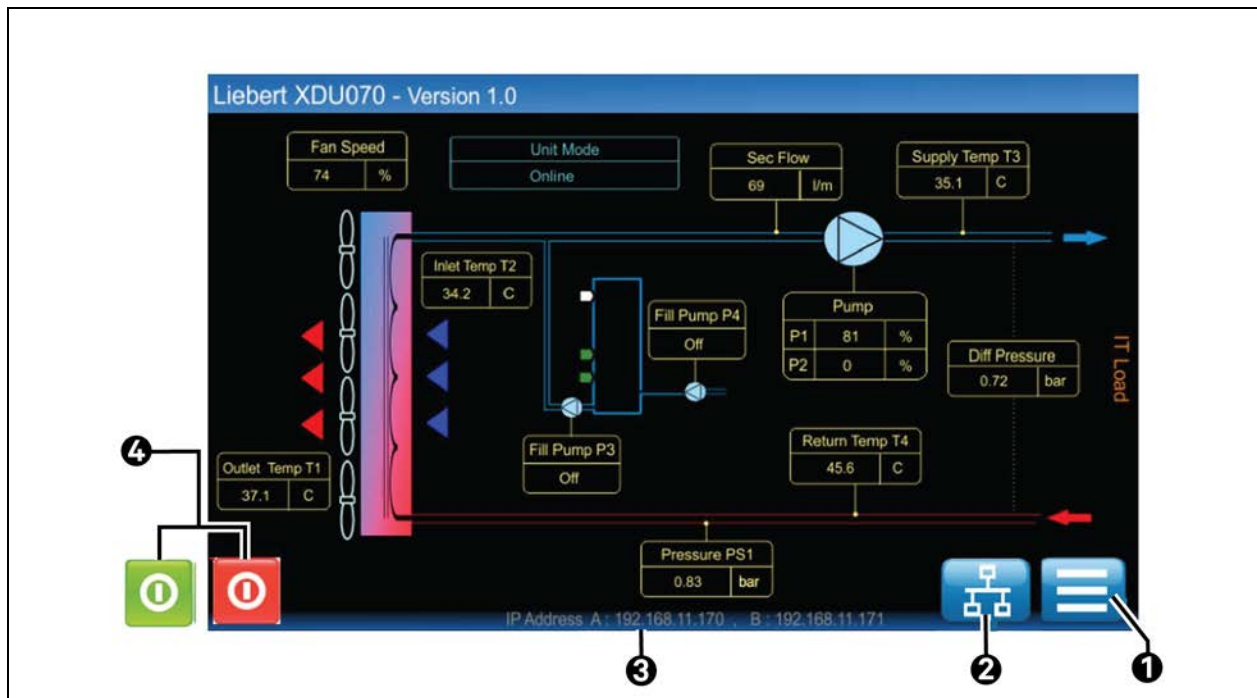 Liebert XDU070 - Version 1.0
Fan Speed
74 %
Unit Mode
Online
Sec Flow
69 l/m
Supply Temp T3
35.1 C
Inlet Temp T2
34.2 C
Fill Pump P4
Off
Pump
P1 81 %
P2 0 %
Diff Pressure
0.72 bar
IT Load
Fill Pump P3
Off
Return Temp T4
45.6 C
Outlet Temp T1
37.1 C
4
Pressure PS1
0.83 bar
IP Address A : 192.168.11.170 , B : 192.168.11.171
3
2
1